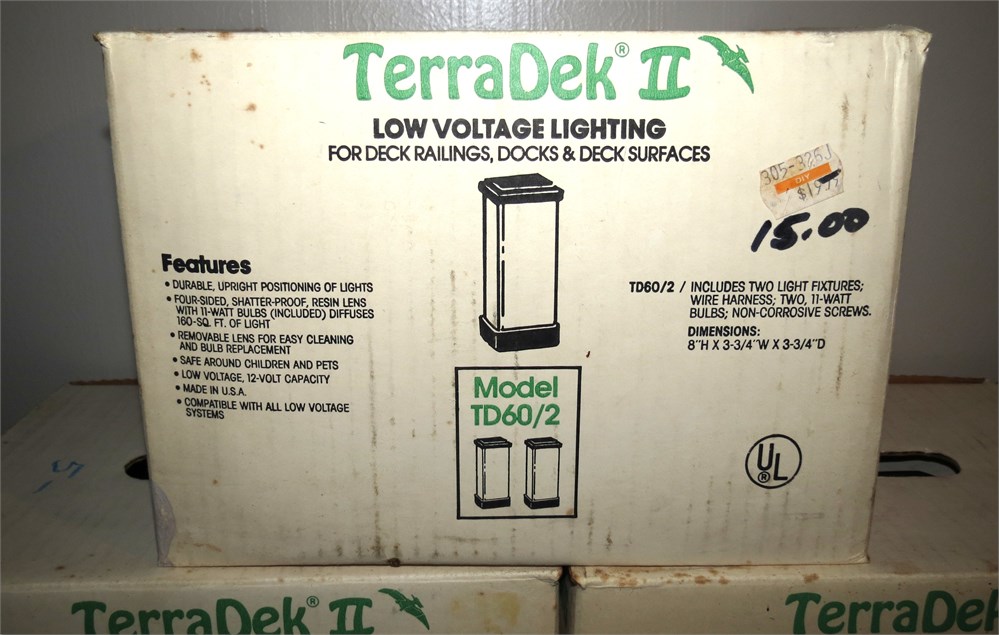 TerraDek® II
LOW VOLTAGE LIGHTING
FOR DECK RAILINGS, DOCKS & DECK SURFACES
305-326J
DIY
15.00
Features
• DURABLE, UPRIGHT POSITIONING OF LIGHTS
• FOUR-SIDED, SHATTER-PROOF, RESIN LENS
WITH 11-WATT BULBS (INCLUDED) DIFFUSES
160-SQ. FT. OF LIGHT
• REMOVABLE LENS FOR EASY CLEANING
AND BULB REPLACEMENT
• SAFE AROUND CHILDREN AND PETS
• LOW VOLTAGE, 12-VOLT CAPACITY
• MADE IN U.S.A.
• COMPATIBLE WITH ALL LOW VOLTAGE
SYSTEMS
TD60/2 / INCLUDES TWO LIGHT FIXTURES;
WIRE HARNESS; TWO, 11-WATT
BULBS; NON-CORROSIVE SCREWS.
DIMENSIONS:
8"H X 3-3/4"W X 3-3/4"D
Model
TD60/2
UL
®
TerraDek® II
TerraDek